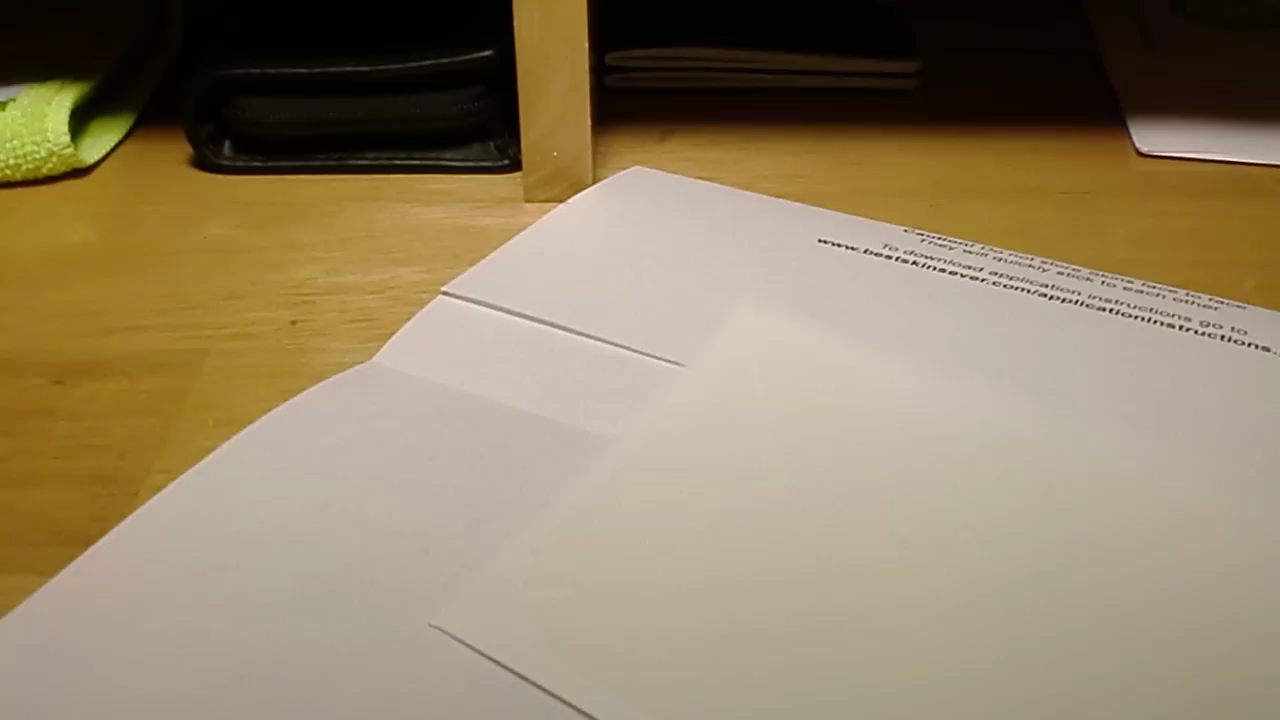 Caution! Do not store Skins face to face
They will quickly stick to each other
To download application instructions go to
www.bestskinsever.com/applicationinstructions.